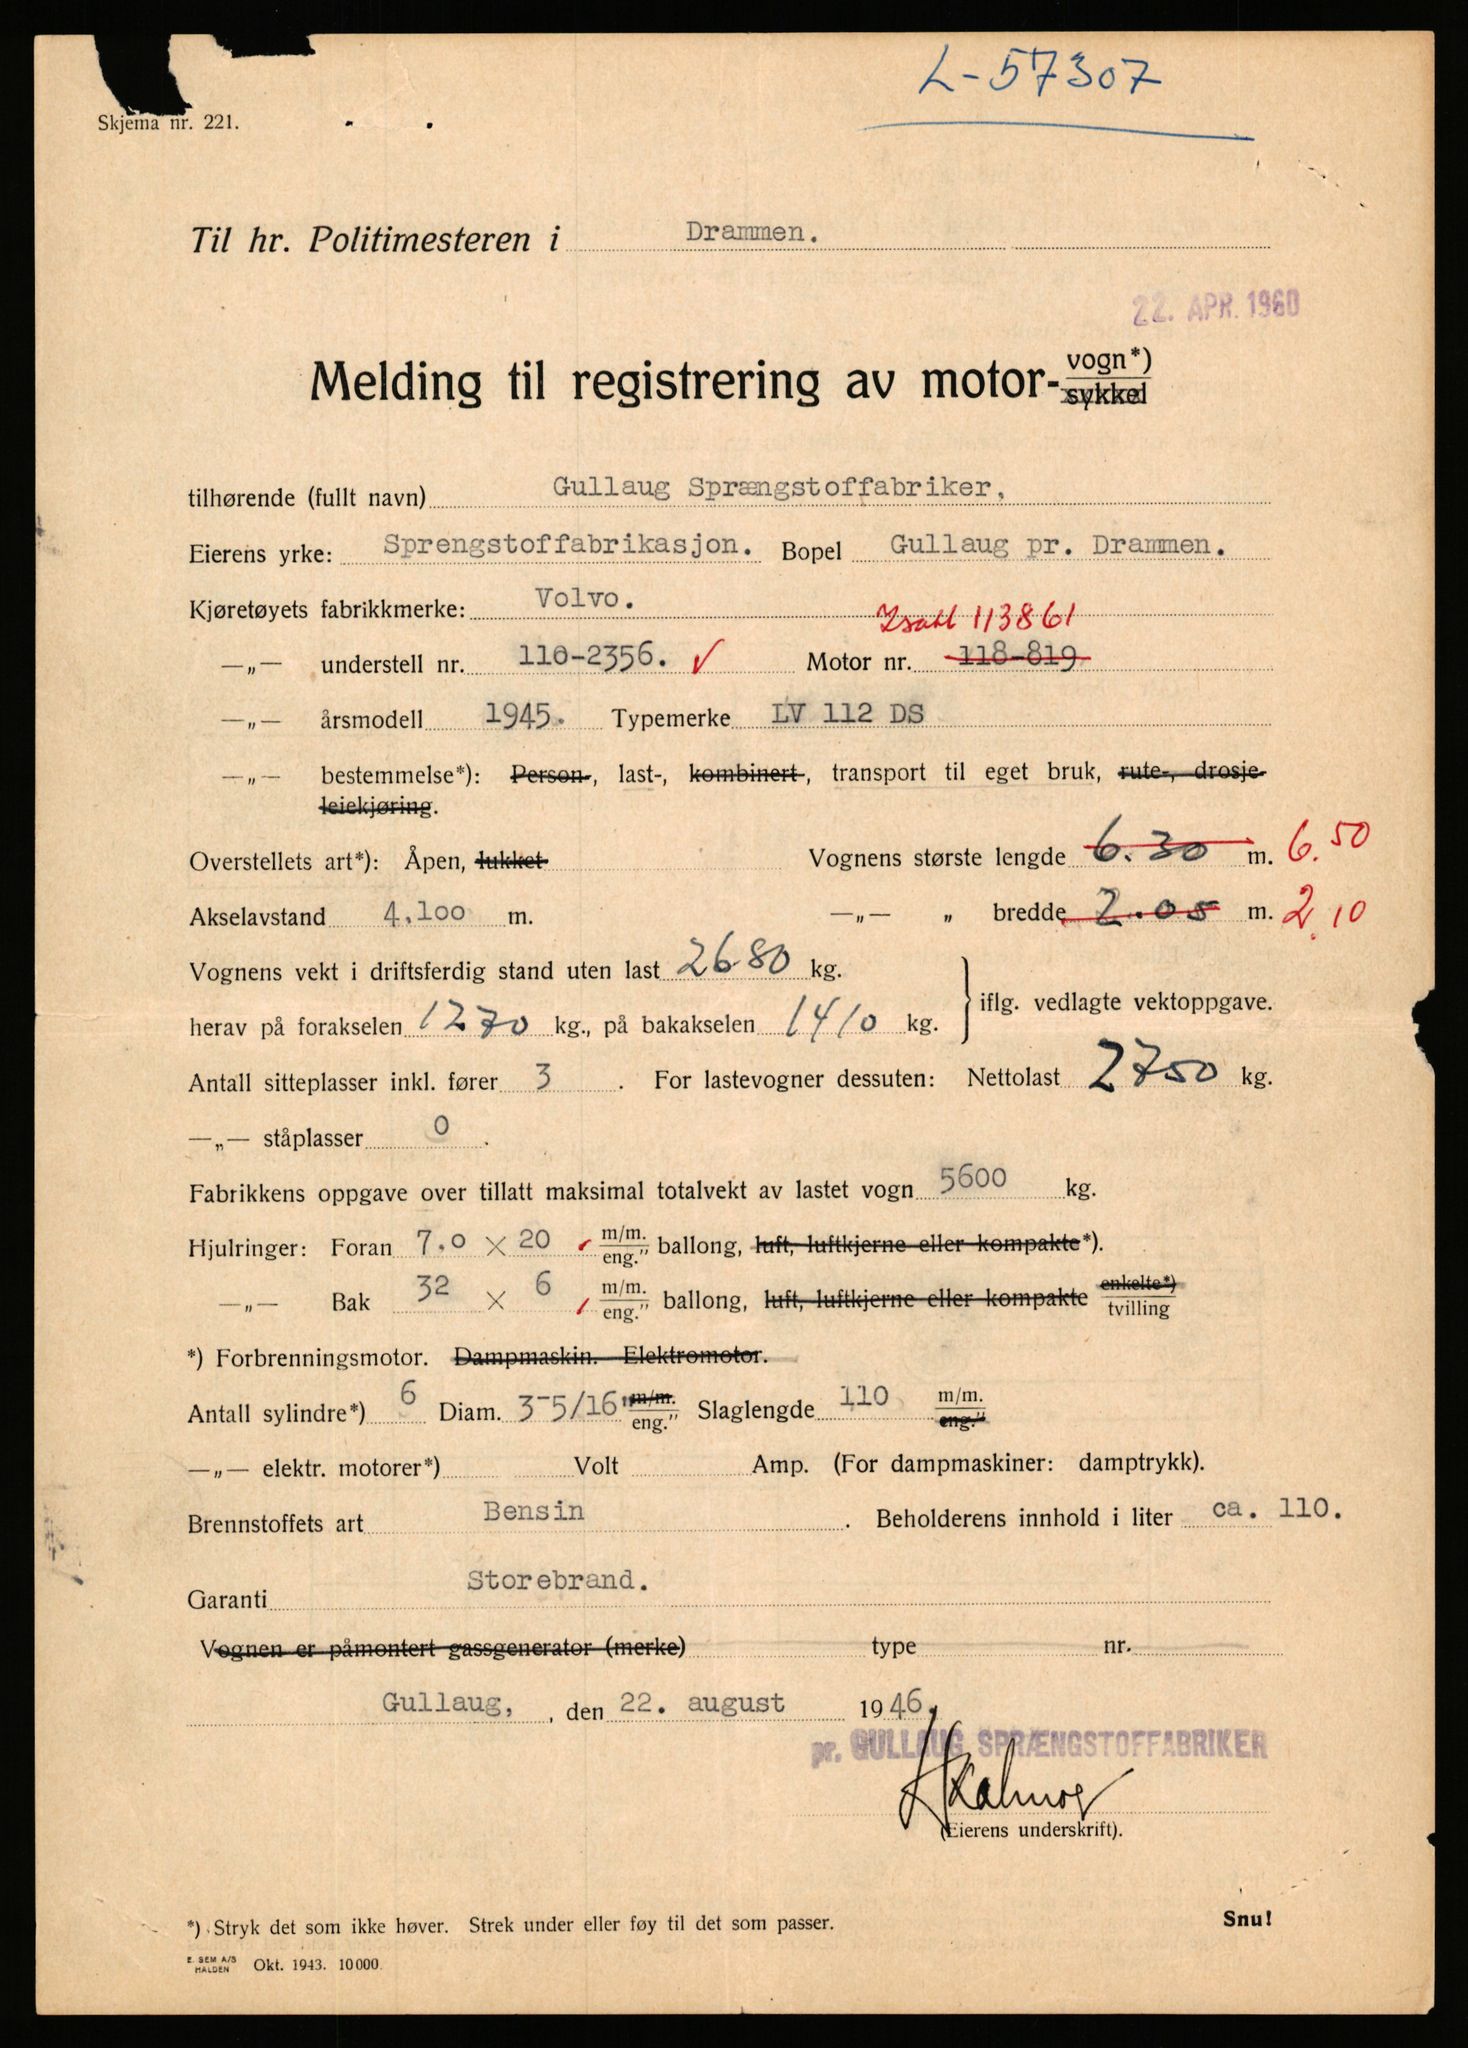 L-57307
Skjema nr. 221.
Til hr. Politimesteren i Drammen.
22. APR. 1960
Melding til registrering av motor- vogn*) sykkel
tilhørende (fullt navn) Gullaug Sprængstoffabriker,
Eierens yrke: Sprengstoffabrikasjon. Bopel Gullaug pr. Drammen.
Kjøretøyets fabrikkmerke: Volvo.
113861
—„— understell nr. 110-2356. ✓ Motor nr. 118-819
—„— årsmodell 1945. Typemerke LV 112 DS
—„— bestemmelse*): Person-, last-, kombinert-, transport til eget bruk, rute-, drosje-
leiekjøring.
Overstellets art*): Åpen, lukket Vognens største lengde 6.30 m. 6.50
Akselavstand 4,100 m. —„— „ bredde 2.05 m. 2.10
Vognens vekt i driftsferdig stand uten last 2680 kg.
herav på forakselen 1270 kg., på bakakselen 1410 kg. } iflg. vedlagte vektoppgave.
Antall sitteplasser inkl. fører 3 . For lastevogner dessuten: Nettolast 2750 kg.
—„— ståplasser 0 .
Fabrikkens oppgave over tillatt maksimal totalvekt av lastet vogn 5600 kg.
Hjulringer: Foran 7.0 × 20 m/m. eng." ballong, luft, luftkjerne eller kompakte*).
—„— Bak 32 × 6 m/m. eng." ballong, luft, luftkjerne eller kompakte enkelte*) tvilling
*) Forbrenningsmotor. Dampmaskin. Elektromotor.
Antall sylindre*) 6 Diam. 3-5/16" m/m. eng." Slaglengde 110 m/m. eng."
—„— elektr. motorer*) Volt Amp. (For dampmaskiner: damptrykk).
Brennstoffets art Bensin . Beholderens innhold i liter ca. 110.
Garanti Storebrand.
Vognen er påmontert gassgenerator (merke) type nr.
Gullaug, , den 22. august 1946.
pr. GULLAUG SPRÆNGSTOFFABRIKER
(Eierens underskrift).
*) Stryk det som ikke høver. Strek under eller føy til det som passer.
Snu!
E. SEM A/S HALDEN Okt. 1943. 10000.